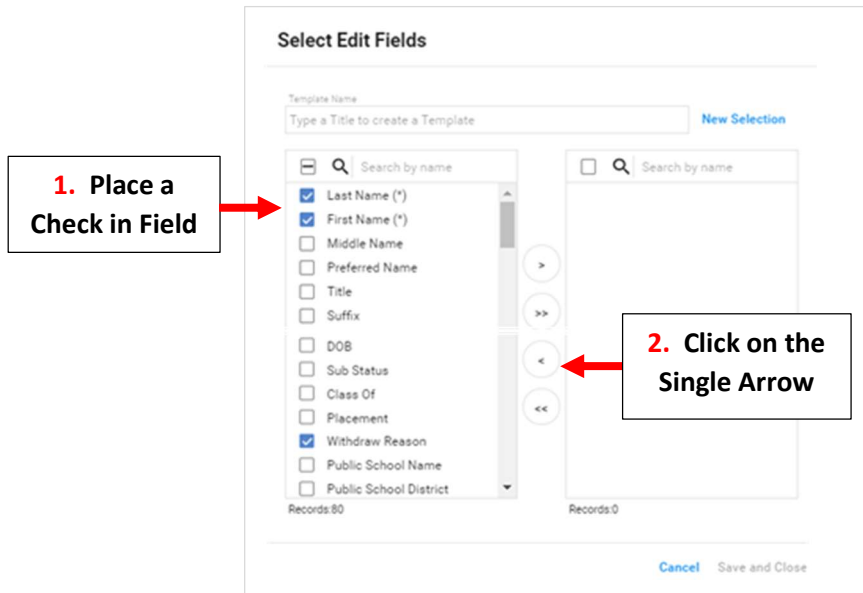 Select Edit Fields
Template Name
Type a Title to create a Template
New Selection
Search by name
Search by name
1. Place a
Check in Field
Last Name (*)
First Name (*)
Middle Name
Preferred Name
Title
Suffix
DOB
Sub Status
Class Of
Placement
Withdraw Reason
Public School Name
Public School District
>
>>
<
<<
2. Click on the
Single Arrow
Records:80
Records:0
Cancel
Save and Close